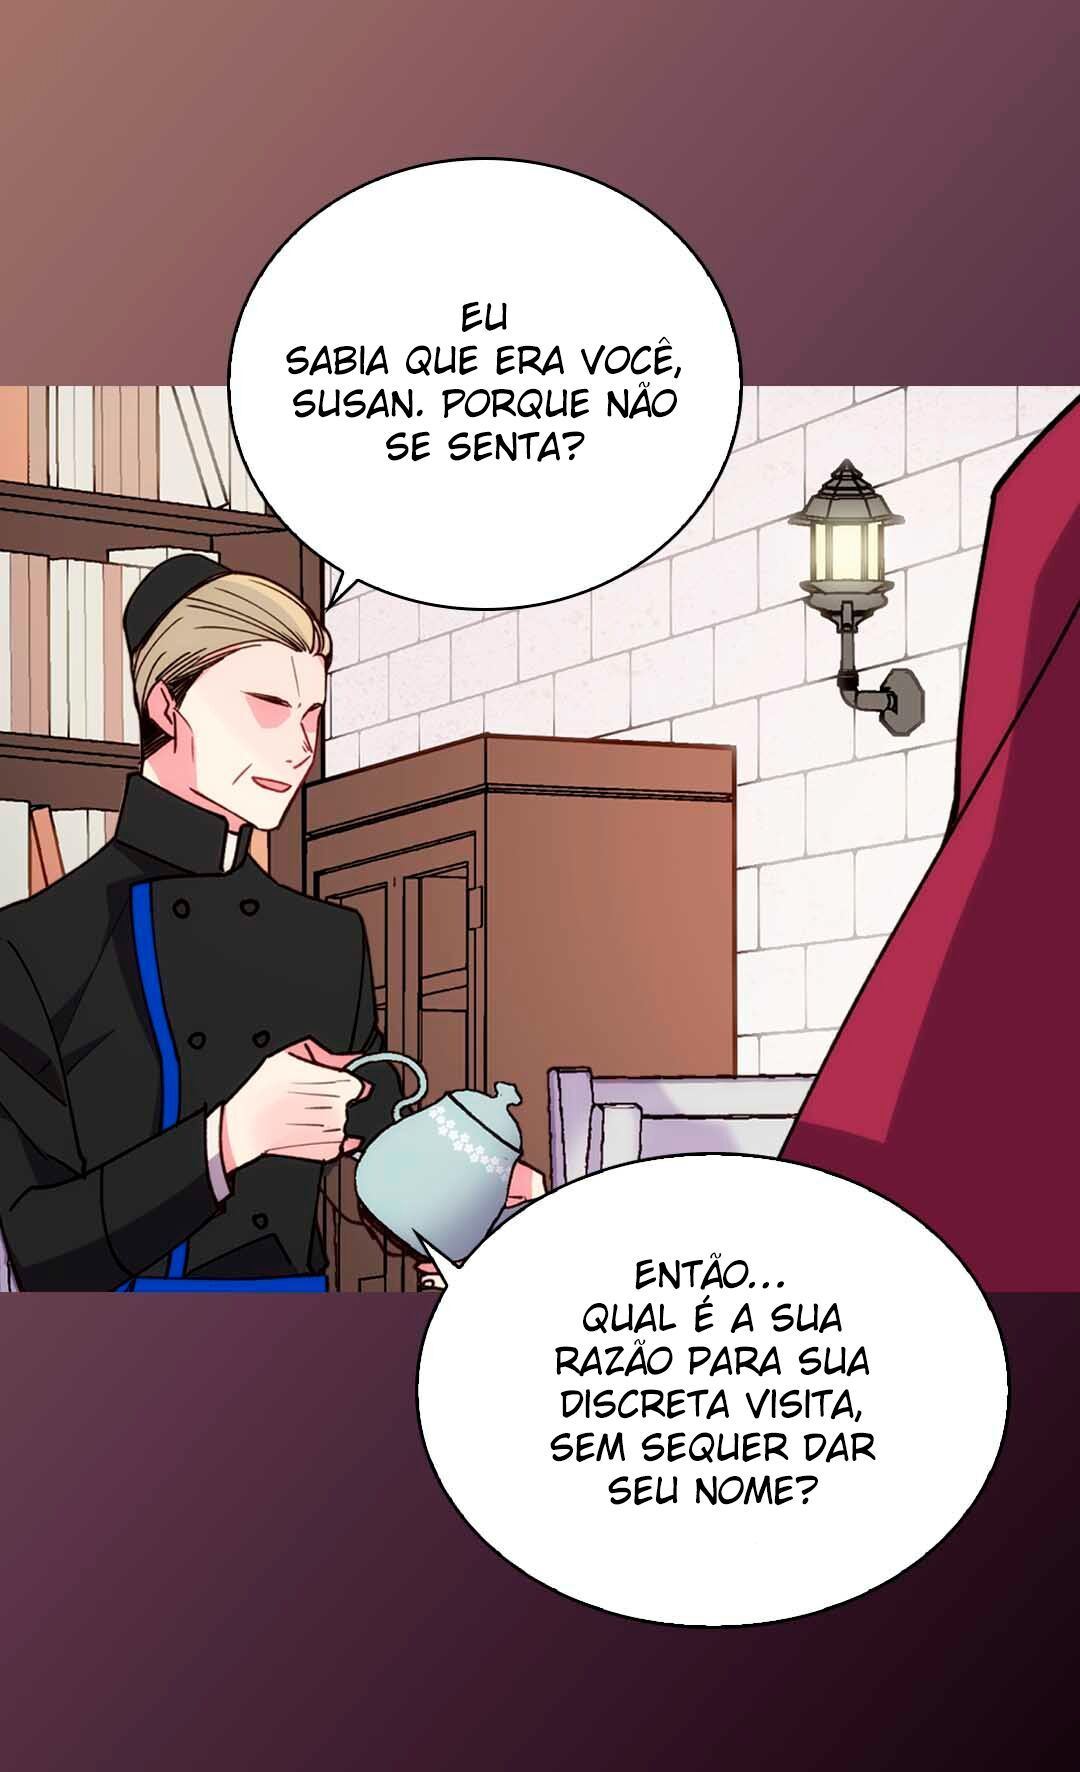 EU
SABIA QUE ERA VOCÊ,
SUSAN. PORQUE NÃO
SE SENTA?
ENTÃO...
QUAL É A SUA
RAZÃO PARA SUA
DISCRETA VISITA,
SEM SEQUER DAR
SEU NOME?